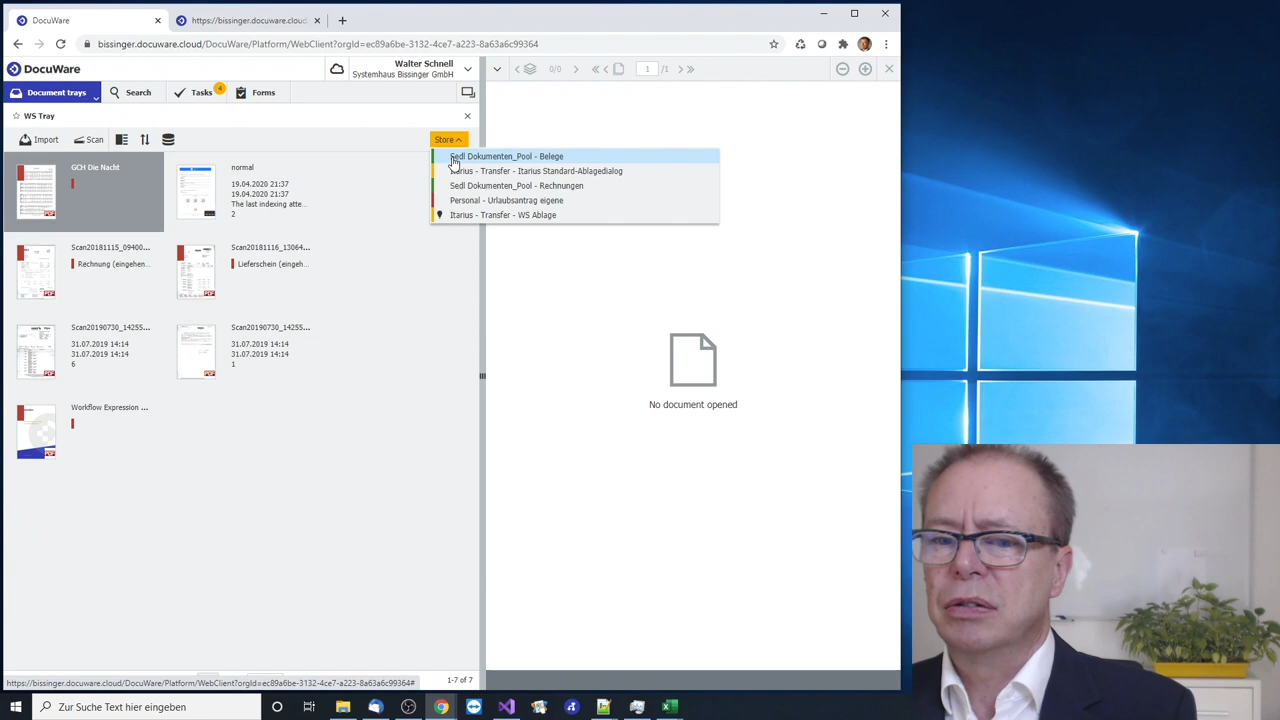 DocuWare
https://bissinger.docuware.cloud
bissinger.docuware.cloud/DocuWare/Platform/WebClient?orgId=ec89a6be-3132-4ce7-a223-8a63a6c99364
DocuWare
Walter Schnell
Systemhaus Bissinger GmbH
0/0
1 /1
Document trays
Search
Tasks
4
Forms
WS Tray
Import
Scan
Store
Sedl Dokumenten_Pool - Belege
Itarius - Transfer - Itarius Standard-Ablagedialog
Sedl Dokumenten_Pool - Rechnungen
Personal - Urlaubsantrag eigene
Itarius - Transfer - WS Ablage
GCH Die Nacht
normal
19.04.2020 21:37
19.04.2020 21:37
The last indexing atte...
2
Scan20181115_09400...
Rechnung (eingehen...
Scan20181116_13064...
Lieferschein (eingeh...
Scan20190730_14255...
31.07.2019 14:14
31.07.2019 14:14
6
Scan20190730_14255...
31.07.2019 14:14
31.07.2019 14:14
1
Workflow Expression ...
No document opened
https://bissinger.docuware.cloud/DocuWare/Platform/WebClient?orgId=ec89a6be-3132-4ce7-a223-8a63a6c99364#
1-7 of 7
Zur Suche Text hier eingeben